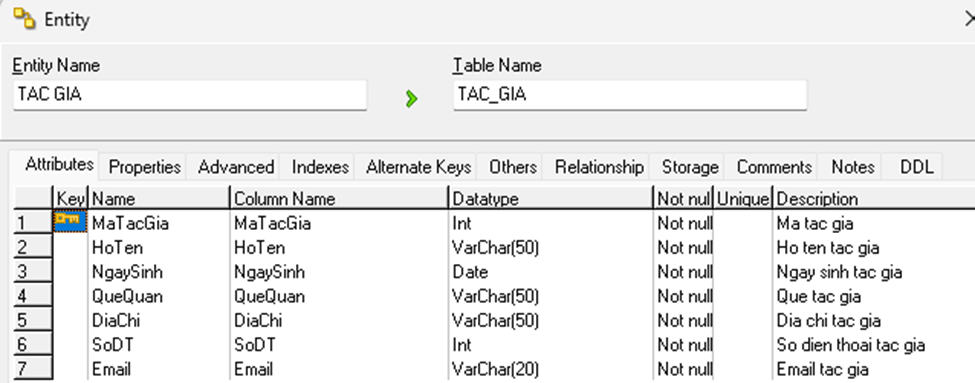 Entity
Entity Name Table Name
TAC GIA TAC_GIA
Attributes Properties Advanced Indexes Alternate Keys Others Relationship Storage Comments Notes DDL
Key Name Column Name Datatype Not nul Unique Description
1 MaTacGia MaTacGia Int Not null Ma tac gia
2 HoTen HoTen VarChar(50) Not null Ho ten tac gia
3 NgaySinh NgaySinh Date Not null Ngay sinh tac gia
4 QueQuan QueQuan VarChar(50) Not null Que tac gia
5 DiaChi DiaChi VarChar(50) Not null Dia chi tac gia
6 SoDT SoDT Int Not null So dien thoai tac gia
7 Email Email VarChar(20) Not null Email tac gia